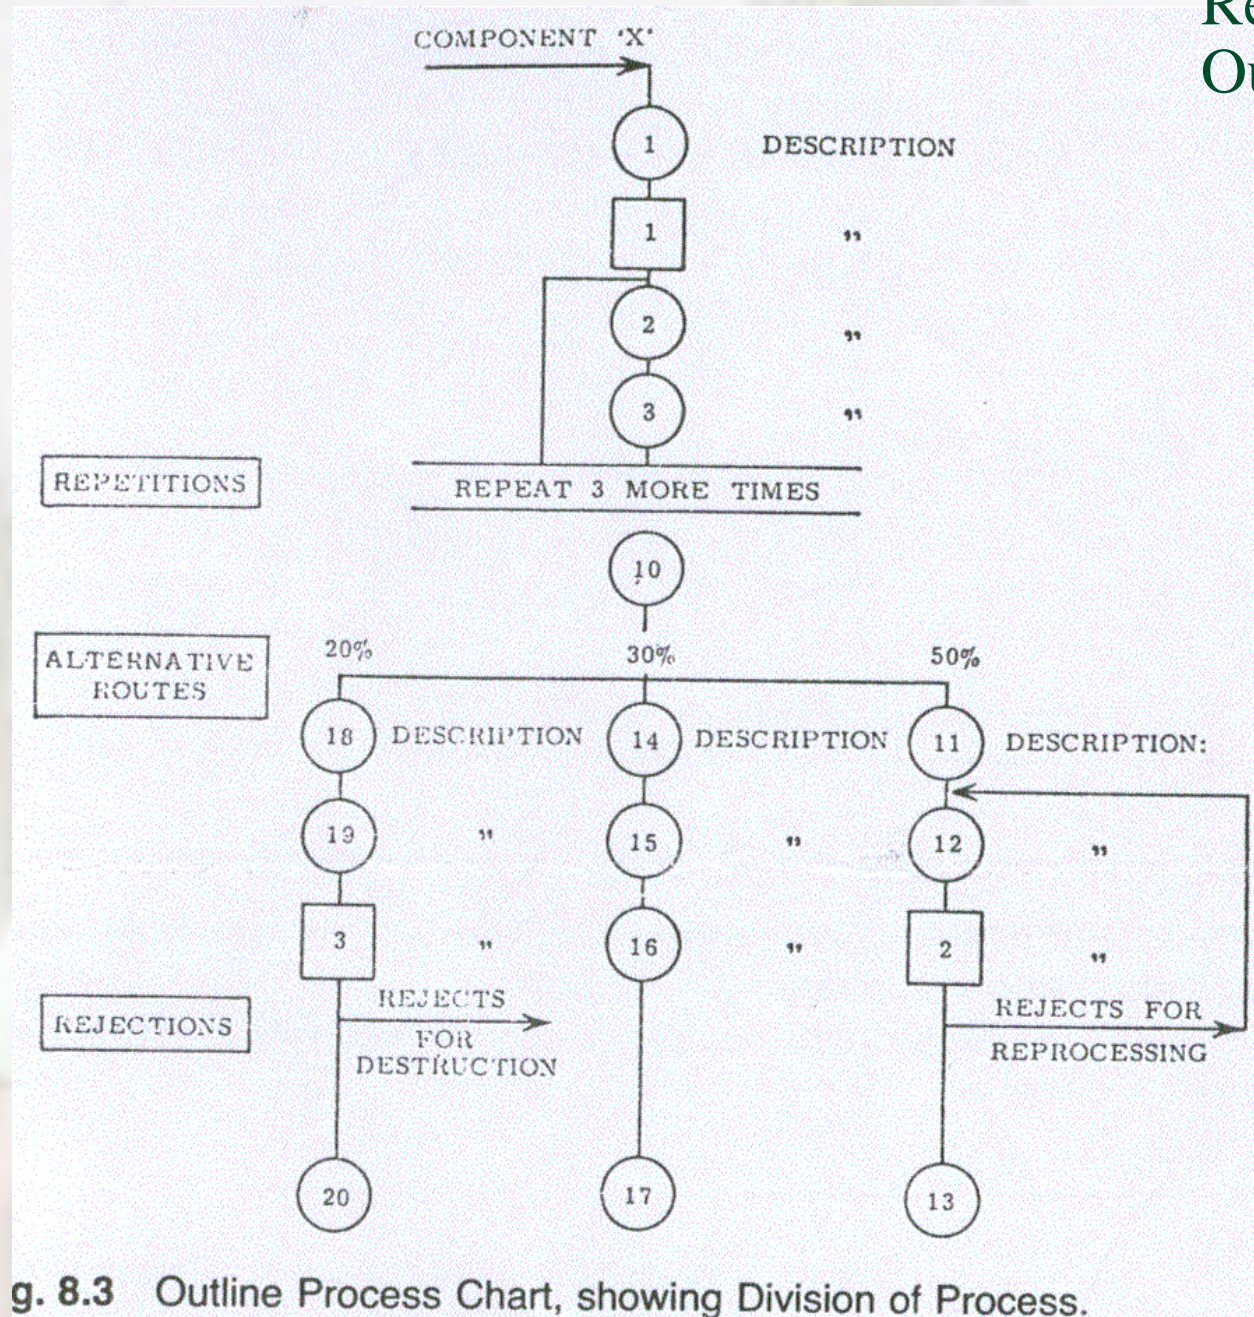 Re
Ou
COMPONENT 'X'
1 DESCRIPTION
1 "
2 "
3 "
REPETITIONS
REPEAT 3 MORE TIMES
10
ALTERNATIVE ROUTES
20% 30% 50%
18 DESCRIPTION 14 DESCRIPTION 11 DESCRIPTION:
19 " 15 " 12 "
3 " 16 " 2 "
REJECTIONS
REJECTS
FOR
DESTRUCTION
REJECTS FOR
REPROCESSING
20 17 13
g. 8.3 Outline Process Chart, showing Division of Process.